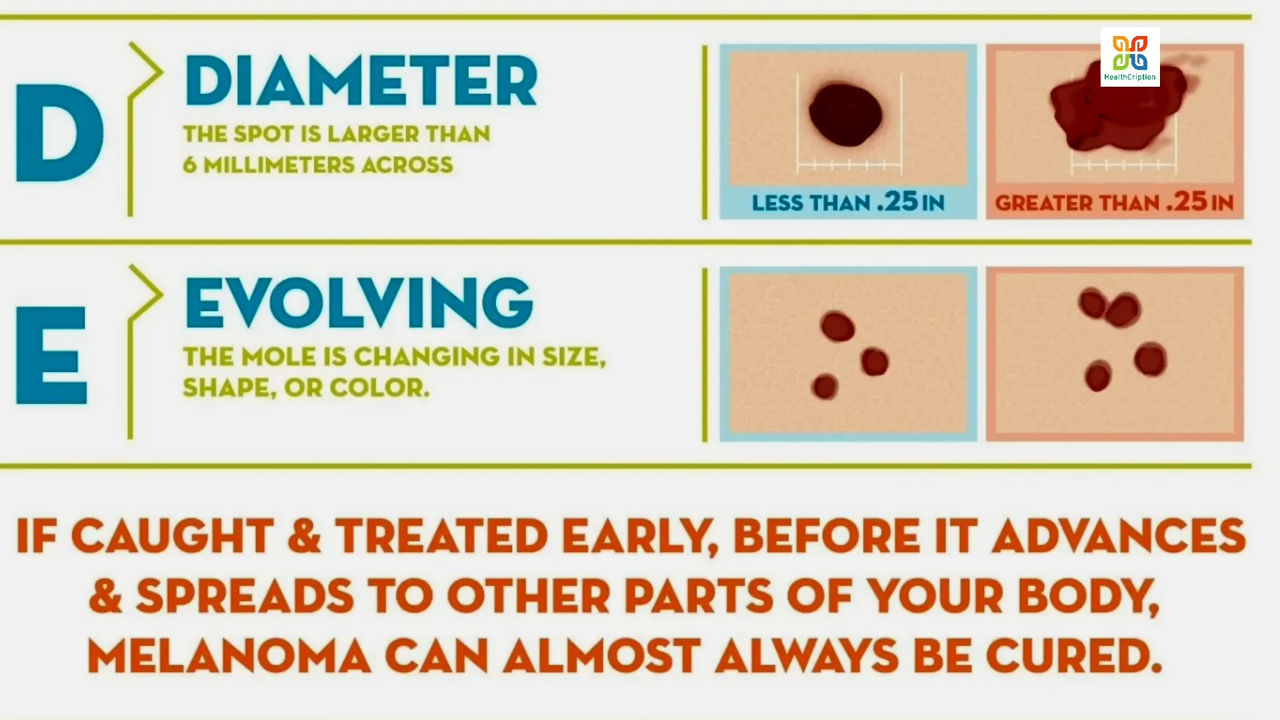 D
DIAMETER
THE SPOT IS LARGER THAN
6 MILLIMETERS ACROSS
LESS THAN .25 IN
GREATER THAN .25 IN
HealthCription
E
EVOLVING
THE MOLE IS CHANGING IN SIZE,
SHAPE, OR COLOR.
IF CAUGHT & TREATED EARLY, BEFORE IT ADVANCES
& SPREADS TO OTHER PARTS OF YOUR BODY,
MELANOMA CAN ALMOST ALWAYS BE CURED.